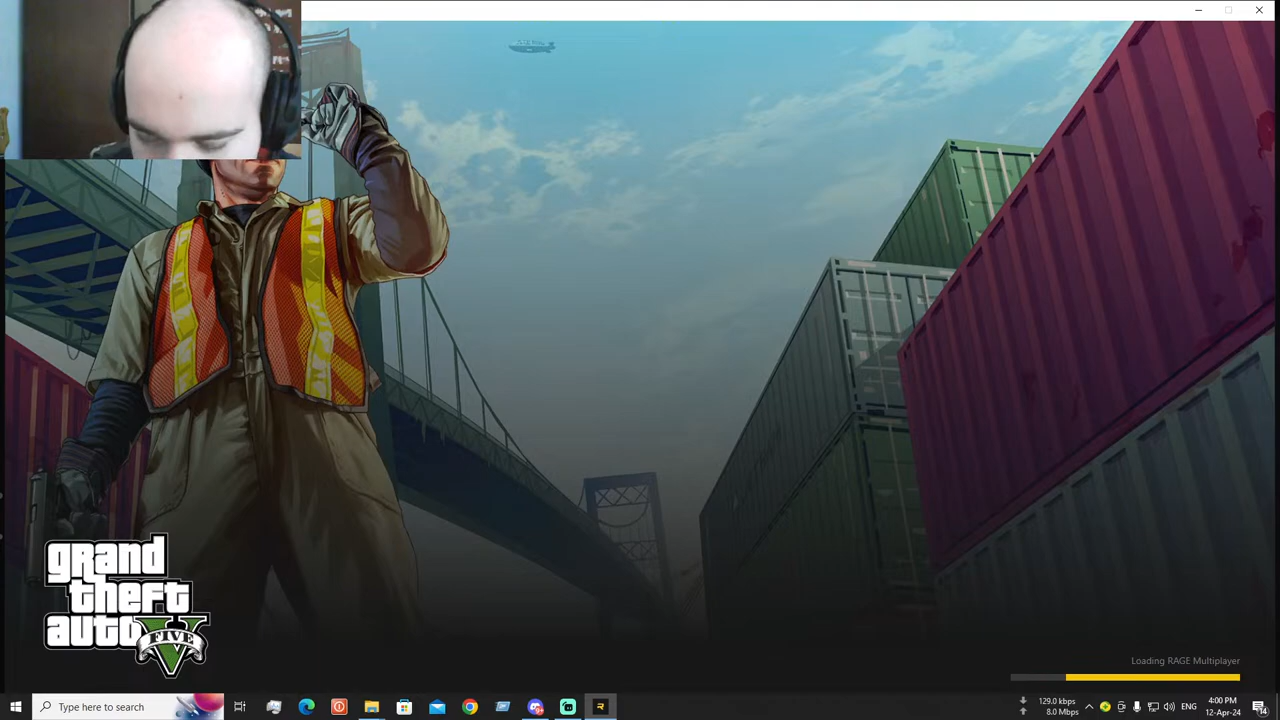 grand
theft
auto
FIVE
Loading RAGE Multiplayer
Type here to search
129.0 kbps
8.0 Mbps
ENG
4:00 PM
12-Apr-24